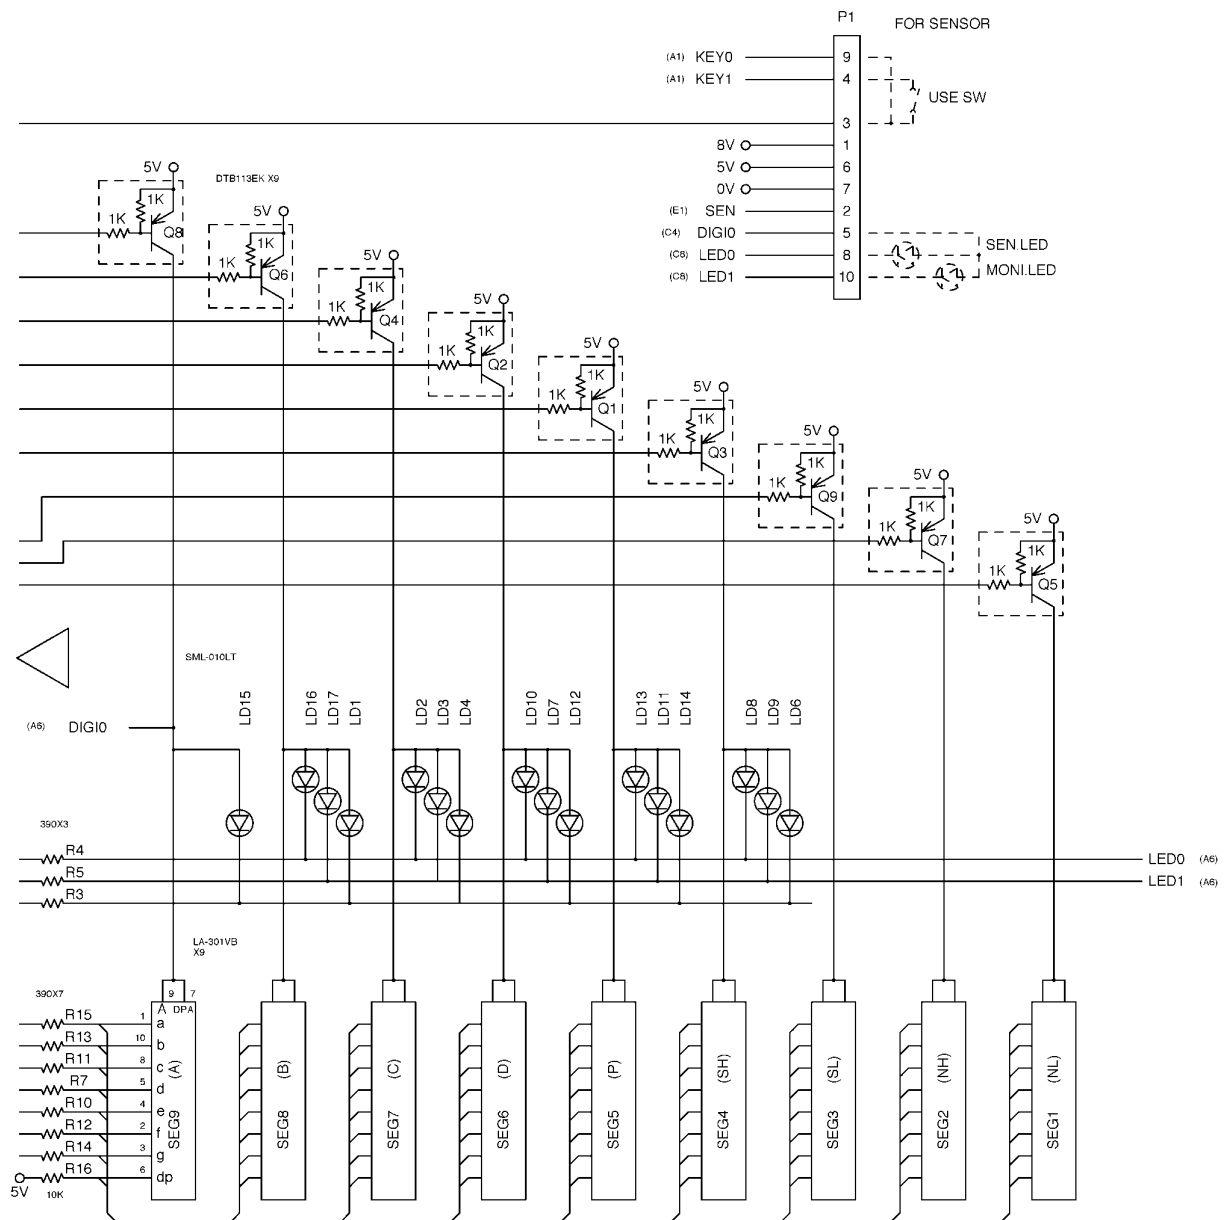 P1
FOR SENSOR
(A1) KEY0 9
(A1) KEY1 4
USE SW
3
8V 1
5V 6
0V 7
(E1) SEN 2
(C4) DIGI0 5
SEN.LED
(C6) LED0 8
MONI.LED
(C8) LED1 10
DTB113EK X9
5V
1K
1K
Q8
5V
1K
1K
Q6
5V
1K
1K
Q4
5V
1K
1K
Q2
5V
1K
1K
Q1
5V
1K
1K
Q3
5V
1K
1K
Q9
5V
1K
1K
Q7
5V
1K
1K
Q5
SML-010LT
(A6) DIGI0
LD15
LD16
LD17
LD1
LD2
LD3
LD4
LD10
LD7
LD12
LD13
LD11
LD14
LD8
LD9
LD6
390X3
R4
R5
R3
LED0 (A6)
LED1 (A6)
LA-301VB
X9
390X7
9 7
A DPA
R15 1 a
R13 10 b
R11 8 c
R7 5 d
R10 4 e
R12 2 f
R14 3 g
R16 6 dp
5V
10K
SEG9 (A)
SEG8 (B)
SEG7 (C)
SEG6 (D)
SEG5 (P)
SEG4 (SH)
SEG3 (SL)
SEG2 (NH)
SEG1 (NL)